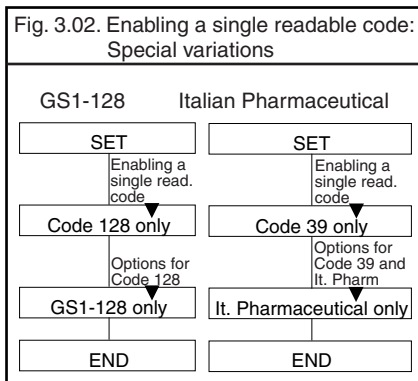 Fig. 3.02. Enabling a single readable code:
Special variations
GS1-128
SET
Enabling a
single read.
code
Code 128 only
Options for
Code 128
GS1-128 only
END
Italian Pharmaceutical
SET
Enabling a
single read.
code
Code 39 only
Options for
Code 39 and
It. Pharm
It. Pharmaceutical only
END